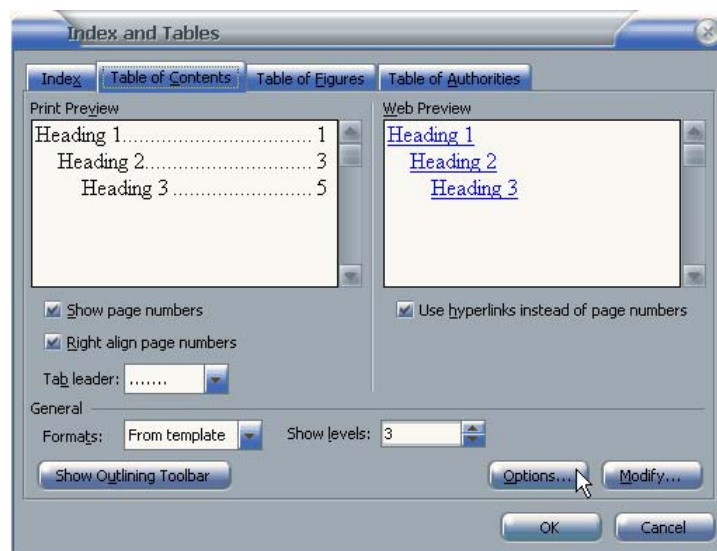 Index and Tables
Index Table of Contents Table of Figures Table of Authorities
Print Preview
Heading 1.......................... 1
Heading 2...................... 3
Heading 3 .................. 5
Web Preview
Heading 1
Heading 2
Heading 3
Show page numbers
Right align page numbers
Use hyperlinks instead of page numbers
Tab leader: .......
General
Formats: From template Show levels: 3
Show Outlining Toolbar Options... Modify...
OK Cancel